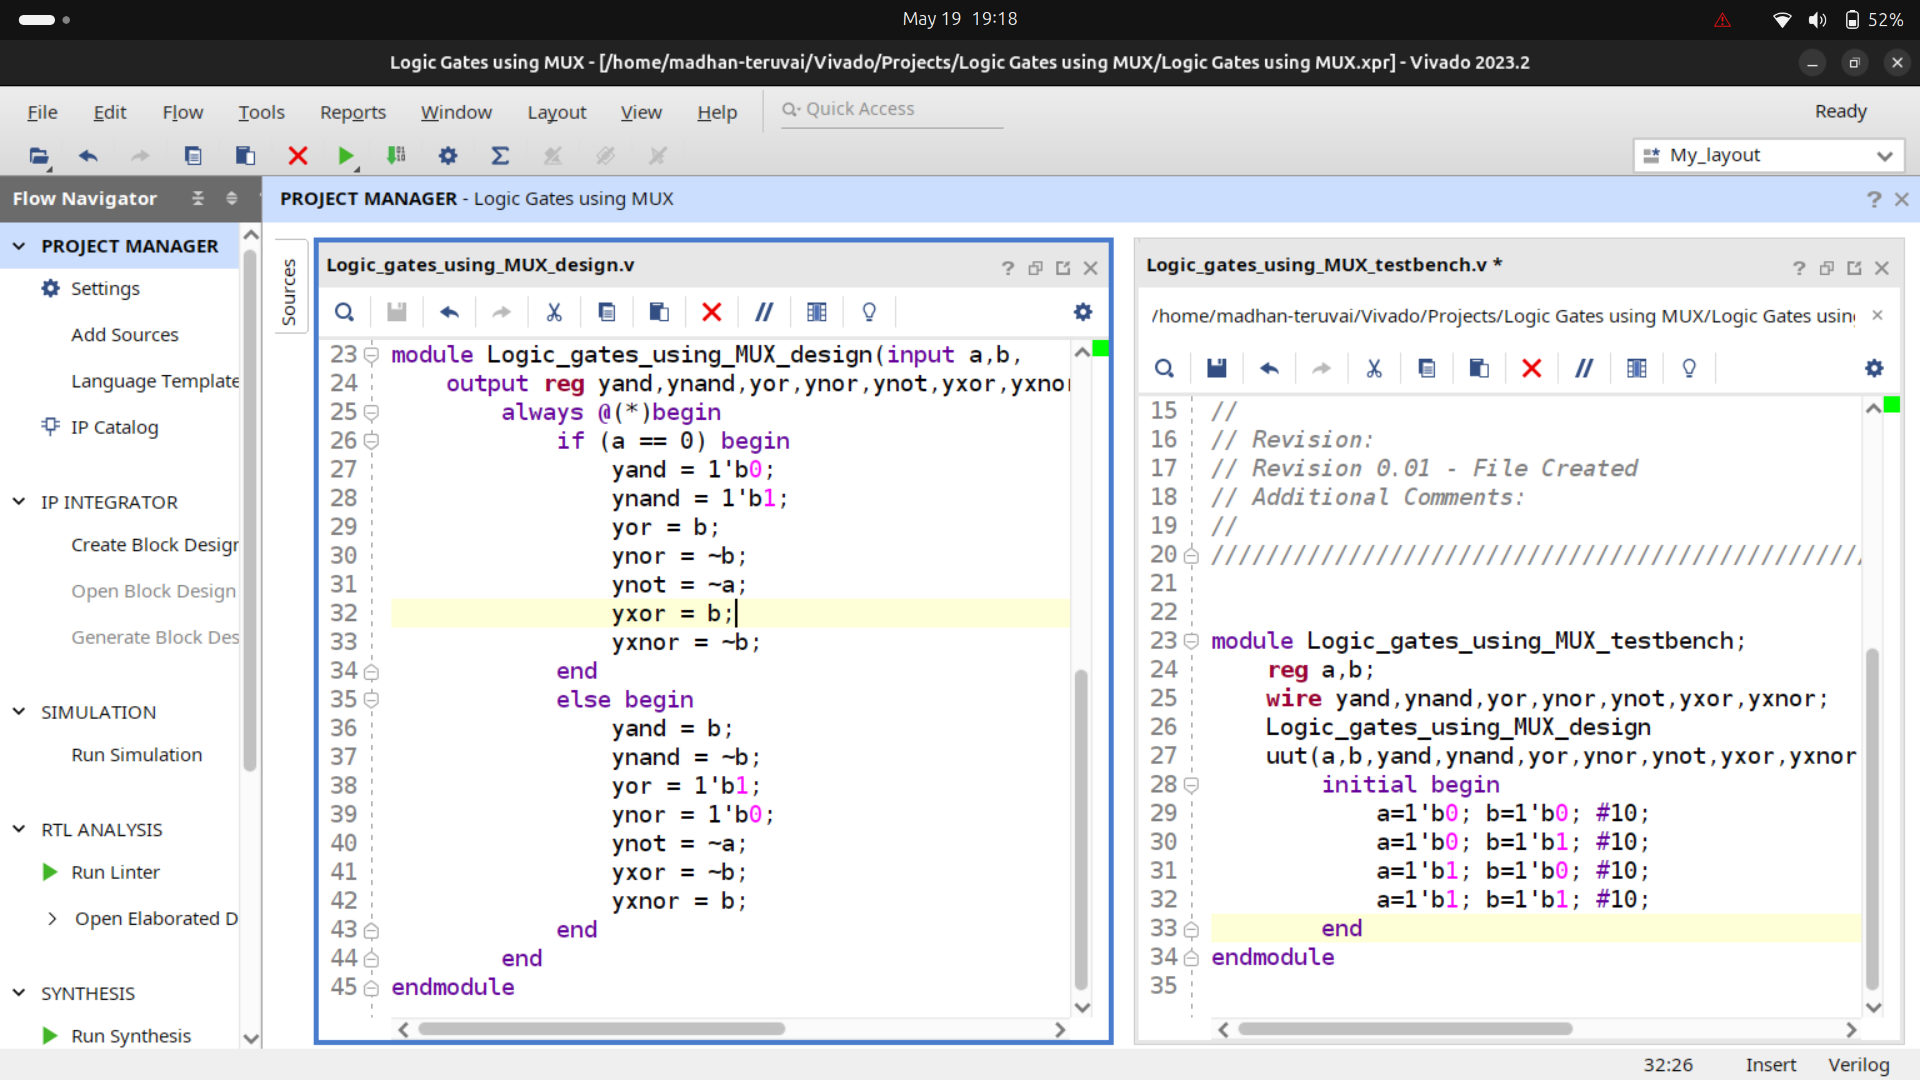 May 19 19:18
52%
Logic Gates using MUX - [/home/madhan-teruvai/Vivado/Projects/Logic Gates using MUX/Logic Gates using MUX.xpr] - Vivado 2023.2
File Edit Flow Tools Reports Window Layout View Help Quick Access Ready
My_layout
Flow Navigator
PROJECT MANAGER - Logic Gates using MUX
PROJECT MANAGER
Settings
Add Sources
Language Template
IP Catalog
IP INTEGRATOR
Create Block Design
Open Block Design
Generate Block Des
SIMULATION
Run Simulation
RTL ANALYSIS
Run Linter
Open Elaborated D
SYNTHESIS
Run Synthesis
Sources
Logic_gates_using_MUX_design.v
23 module Logic_gates_using_MUX_design(input a,b,
24 output reg yand,ynand,yor,ynor,ynot,yxor,yxnor
25 always @(*)begin
26 if (a == 0) begin
27 yand = 1'b0;
28 ynand = 1'b1;
29 yor = b;
30 ynor = ~b;
31 ynot = ~a;
32 yxor = b;
33 yxnor = ~b;
34 end
35 else begin
36 yand = b;
37 ynand = ~b;
38 yor = 1'b1;
39 ynor = 1'b0;
40 ynot = ~a;
41 yxor = ~b;
42 yxnor = b;
43 end
44 end
45 endmodule
Logic_gates_using_MUX_testbench.v *
/home/madhan-teruvai/Vivado/Projects/Logic Gates using MUX/Logic Gates using
15 //
16 // Revision:
17 // Revision 0.01 - File Created
18 // Additional Comments:
19 //
20 ///////////////////////////////////////////////
21
22
23 module Logic_gates_using_MUX_testbench;
24 reg a,b;
25 wire yand,ynand,yor,ynor,ynot,yxor,yxnor;
26 Logic_gates_using_MUX_design
27 uut(a,b,yand,ynand,yor,ynor,ynot,yxor,yxnor
28 initial begin
29 a=1'b0; b=1'b0; #10;
30 a=1'b0; b=1'b1; #10;
31 a=1'b1; b=1'b0; #10;
32 a=1'b1; b=1'b1; #10;
33 end
34 endmodule
35
32:26 Insert Verilog